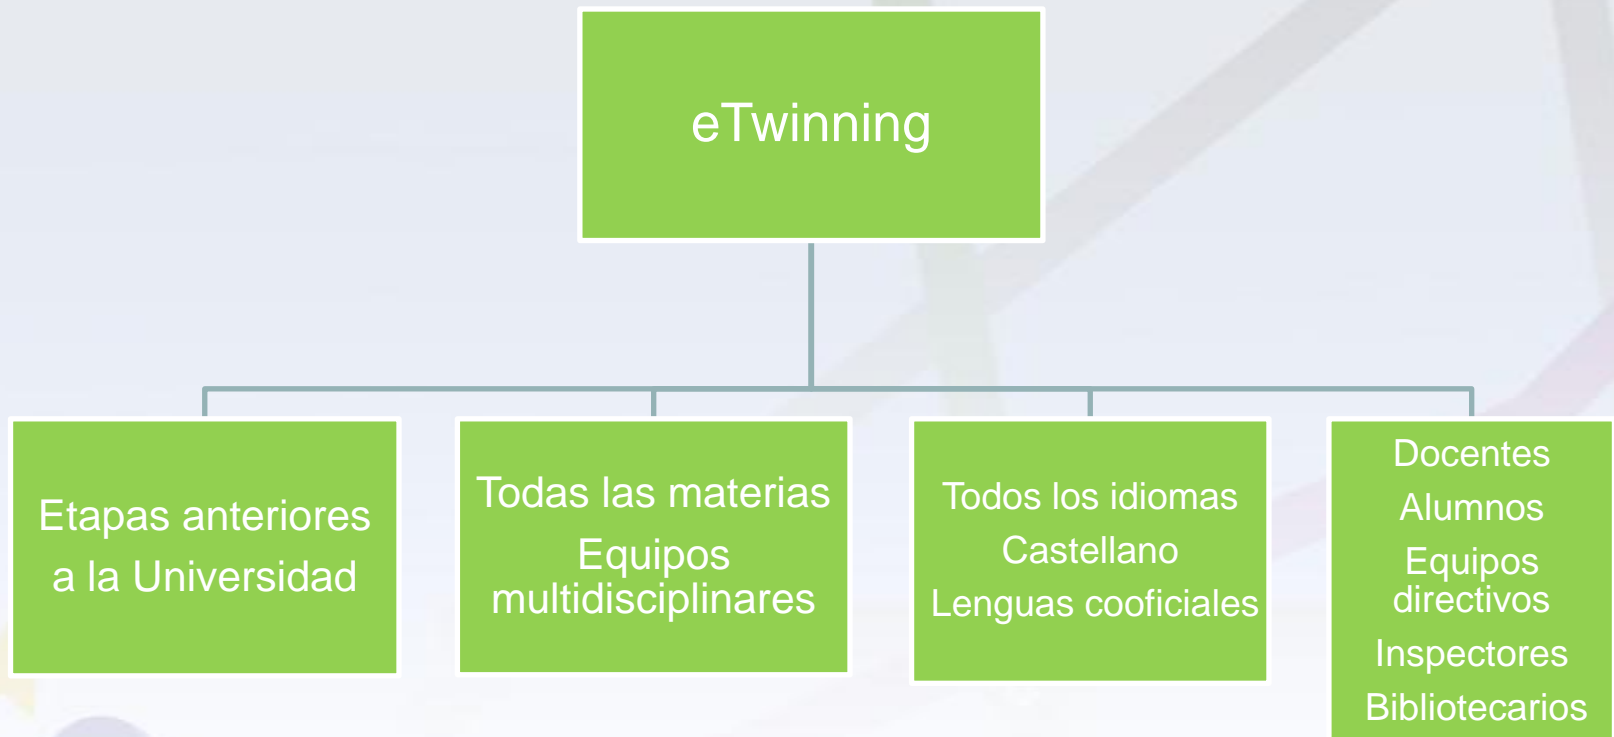 eTwinning
Etapas anteriores
a la Universidad
Todas las materias
Equipos
multidisciplinares
Todos los idiomas
Castellano
Lenguas cooficiales
Docentes
Alumnos
Equipos
directivos
Inspectores
Bibliotecarios